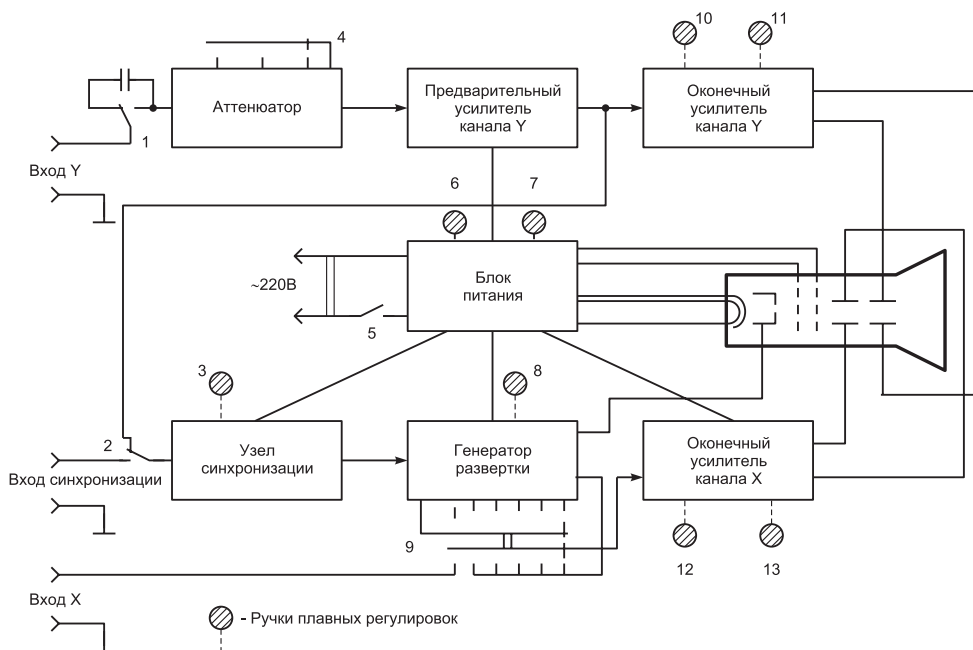 10
11
4
Аттенюатор
Предварительный
усилитель
канала Y
Оконечный
усилитель
канала Y
1
Вход Y
6
7
~220В
Блок
питания
5
3
8
2
Узел
синхронизации
Генератор
развертки
Оконечный
усилитель
канала X
Вход синхронизации
9
12
13
Вход X
- Ручки плавных регулировок